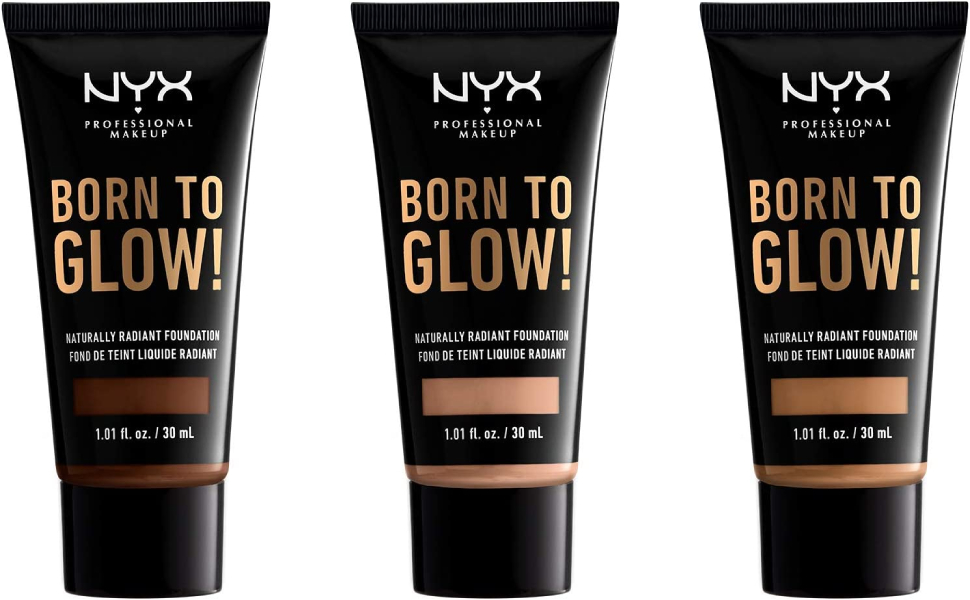 NYX
PROFESSIONAL
MAKEUP
BORN TO
GLOW!
NATURALLY RADIANT FOUNDATION
FOND DE TEINT LIQUIDE RADIANT
1.01 fl. oz. / 30 mL
NYX
PROFESSIONAL
MAKEUP
BORN TO
GLOW!
NATURALLY RADIANT FOUNDATION
FOND DE TEINT LIQUIDE RADIANT
1.01 fl. oz. / 30 mL
NYX
PROFESSIONAL
MAKEUP
BORN TO
GLOW!
NATURALLY RADIANT FOUNDATION
FOND DE TEINT LIQUIDE RADIANT
1.01 fl. oz. / 30 mL